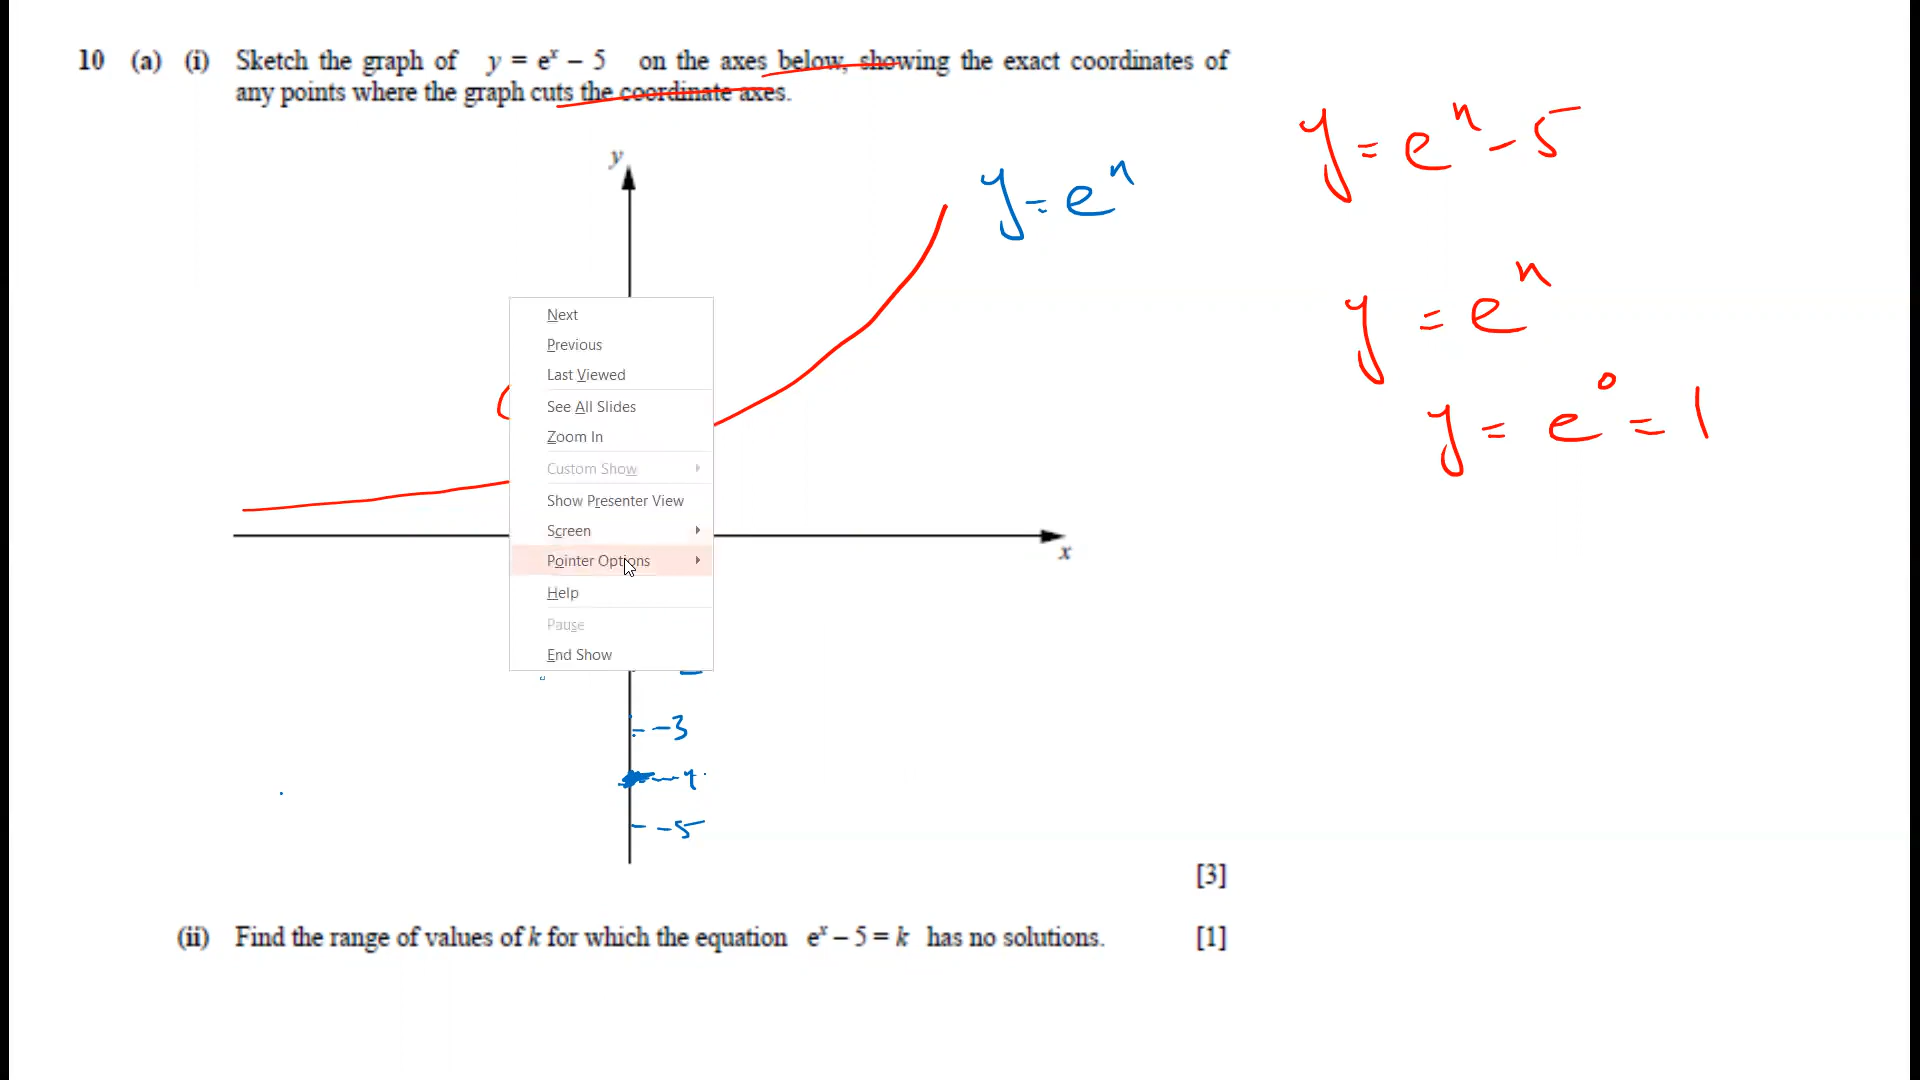 10 (a) (i) Sketch the graph of y = eˣ – 5 on the axes below, showing the exact coordinates of
any points where the graph cuts the coordinate axes.
y = eⁿ - 5
y
y = eⁿ
y = eⁿ
Next
Previous
Last Viewed
See All Slides
Zoom In
y = e⁰ = 1
Custom Show
Show Presenter View
Screen
x
Pointer Options
Help
Pause
End Show
-3
-4
-5
[3]
(ii) Find the range of values of k for which the equation eˣ – 5 = k has no solutions. [1]